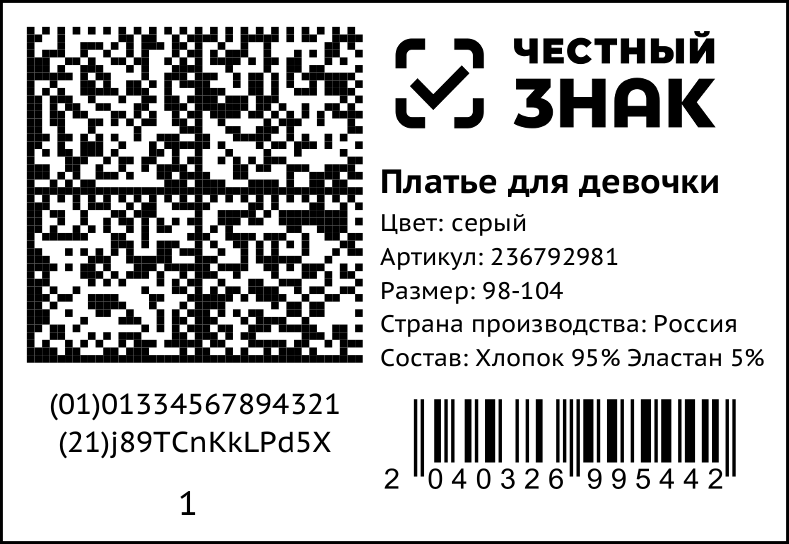 ЧЕСТНЫЙ
ЗНАК
Платье для девочки
Цвет: серый
Артикул: 236792981
Размер: 98-104
Страна производства: Россия
Состав: Хлопок 95% Эластан 5%
(01)01334567894321
(21)j89TCnKkLPd5X
1
2 040326 995442